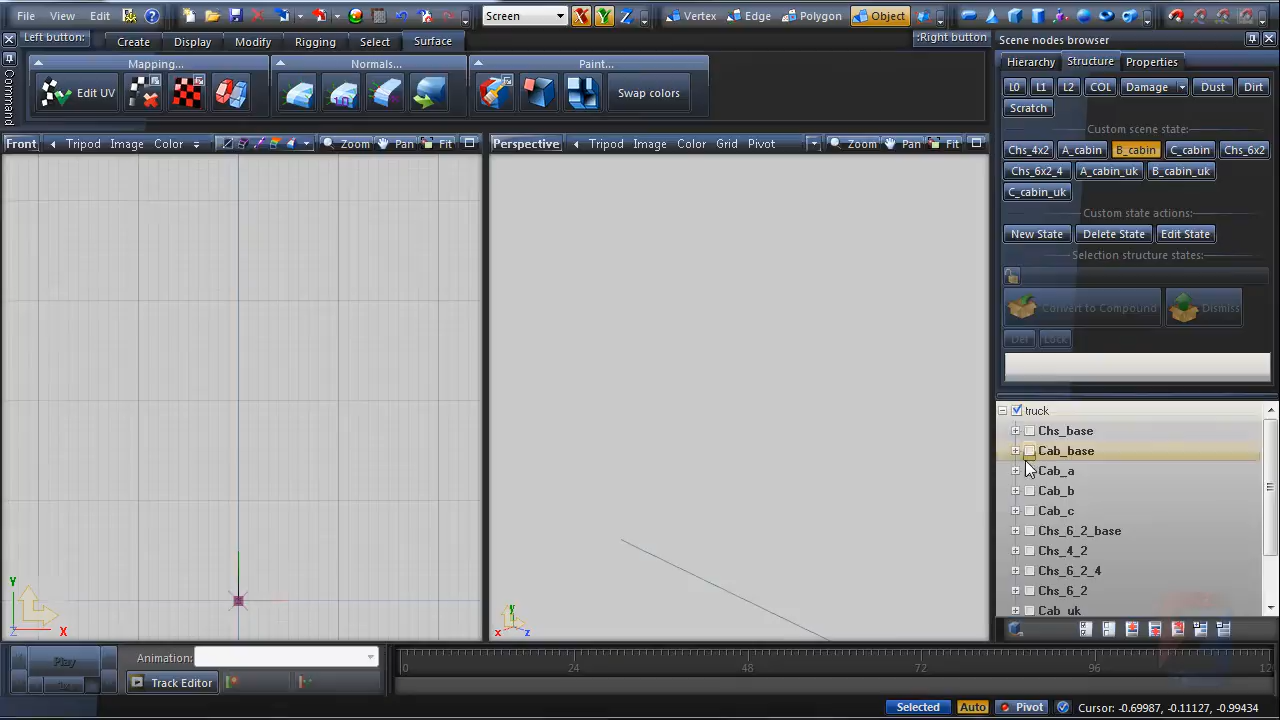 File View Edit Screen X Y Z Vertex Edge Polygon Object
Left button: Create Display Modify Rigging Select Surface :Right button
Mapping... Normals... Paint...
Edit UV Swap colors
Command
Front Tripod Image Color Zoom Pan Fit
Perspective Tripod Image Color Grid Pivot Zoom Pan Fit
Scene nodes browser
Hierarchy Structure Properties
L0 L1 L2 COL Damage Dust Dirt
Scratch
Custom scene state:
Chs_4x2 A_cabin B_cabin C_cabin Chs_6x2
Chs_6x2_4 A_cabin_uk B_cabin_uk
C_cabin_uk
Custom state actions:
New State Delete State Edit State
Selection structure states:
Convert to Compound Dismiss
Del Lock
truck
Chs_base
Cab_base
Cab_a
Cab_b
Cab_c
Chs_6_2_base
Chs_4_2
Chs_6_2_4
Chs_6_2
Cab_uk
Y
Z X
y
x z
Play Animation:
Track Editor
0 24 48 72 96 12
Selected Auto Pivot Cursor: -0.69987, -0.11127, -0.99434